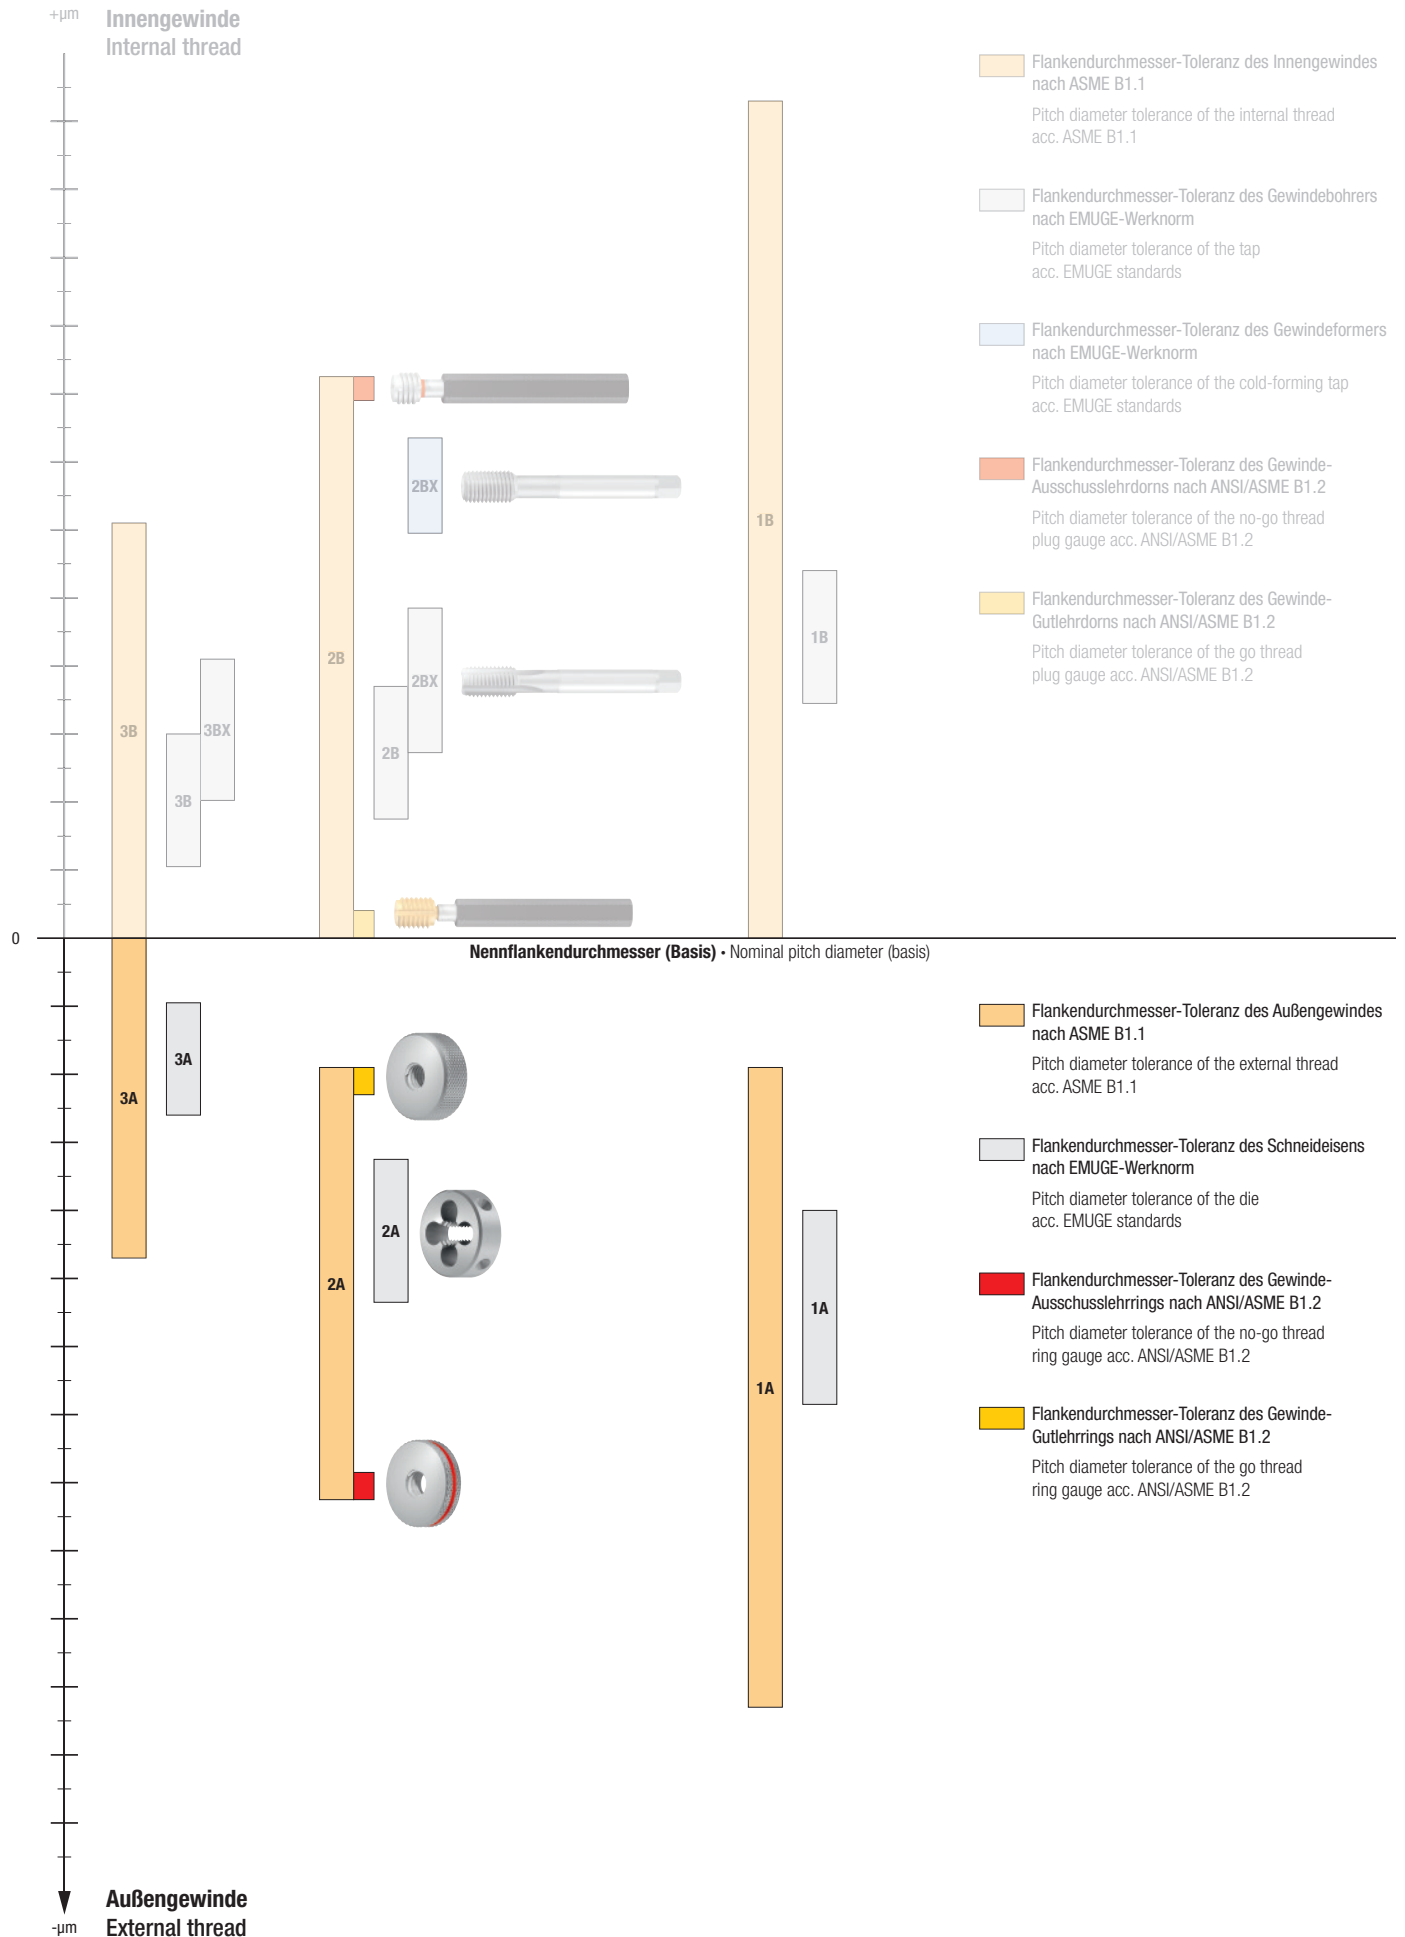 +µm
Innengewinde
Internal thread
Flankendurchmesser-Toleranz des Innengewindes
nach ASME B1.1
Pitch diameter tolerance of the internal thread
acc. ASME B1.1
Flankendurchmesser-Toleranz des Gewindebohrers
nach EMUGE-Werknorm
Pitch diameter tolerance of the tap
acc. EMUGE standards
Flankendurchmesser-Toleranz des Gewindeformers
nach EMUGE-Werknorm
Pitch diameter tolerance of the cold-forming tap
acc. EMUGE standards
Flankendurchmesser-Toleranz des Gewinde-
Ausschusslehrdorns nach ANSI/ASME B1.2
Pitch diameter tolerance of the no-go thread
plug gauge acc. ANSI/ASME B1.2
Flankendurchmesser-Toleranz des Gewinde-
Gutlehrdorns nach ANSI/ASME B1.2
Pitch diameter tolerance of the go thread
plug gauge acc. ANSI/ASME B1.2
2BX
1B
1B
2B
2BX
3B
3BX
2B
3B
0
Nennflankendurchmesser (Basis) • Nominal pitch diameter (basis)
3A
3A
2A
2A
1A
1A
Flankendurchmesser-Toleranz des Außengewindes
nach ASME B1.1
Pitch diameter tolerance of the external thread
acc. ASME B1.1
Flankendurchmesser-Toleranz des Schneideisens
nach EMUGE-Werknorm
Pitch diameter tolerance of the die
acc. EMUGE standards
Flankendurchmesser-Toleranz des Gewinde-
Ausschusslehrrings nach ANSI/ASME B1.2
Pitch diameter tolerance of the no-go thread
ring gauge acc. ANSI/ASME B1.2
Flankendurchmesser-Toleranz des Gewinde-
Gutlehrrings nach ANSI/ASME B1.2
Pitch diameter tolerance of the go thread
ring gauge acc. ANSI/ASME B1.2
Außengewinde
External thread
-µm